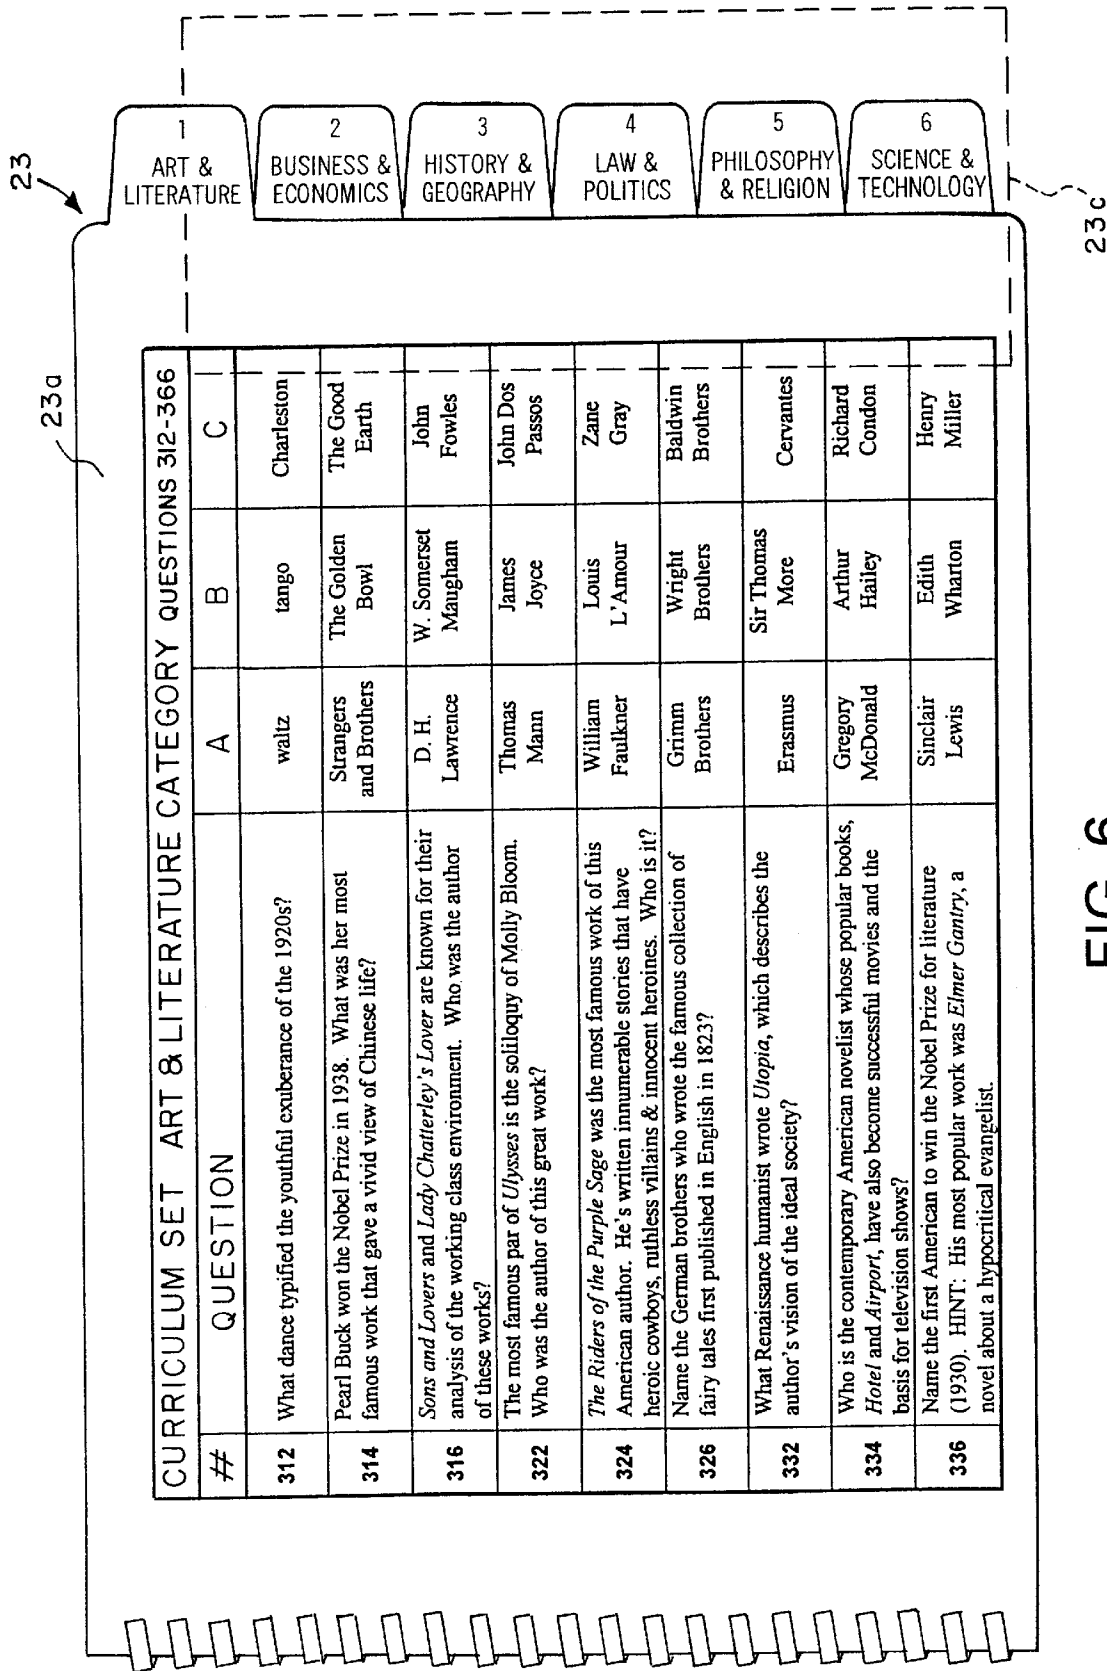 23
23a
1
ART &
LITERATURE
2
BUSINESS &
ECONOMICS
3
HISTORY &
GEOGRAPHY
4
LAW &
POLITICS
5
PHILOSOPHY
& RELIGION
6
SCIENCE &
TECHNOLOGY
23c
CURRICULUM SET ART & LITERATURE CATEGORY QUESTIONS 312-366
# QUESTION A B C
312 What dance typified the youthful exuberance of the 1920s? waltz tango Charleston
314 Pearl Buck won the Nobel Prize in 1938. What was her most
famous work that gave a vivid view of Chinese life?
Strangers
and Brothers
The Golden
Bowl
The Good
Earth
316 Sons and Lovers and Lady Chatterley's Lover are known for their
analysis of the working class environment. Who was the author
of these works?
D. H.
Lawrence
W. Somerset
Maugham
John
Fowles
322 The most famous par of Ulysses is the soliloquy of Molly Bloom.
Who was the author of this great work?
Thomas
Mann
James
Joyce
John Dos
Passos
324 The Riders of the Purple Sage was the most famous work of this
American author. He's written innumerable stories that have
heroic cowboys, ruthless villains & innocent heroines. Who is it?
William
Faulkner
Louis
L'Amour
Zane
Gray
326 Name the German brothers who wrote the famous collection of
fairy tales first published in English in 1823?
Grimm
Brothers
Wright
Brothers
Baldwin
Brothers
332 What Renaissance humanist wrote Utopia, which describes the
author's vision of the ideal society?
Erasmus
Sir Thomas
More
Cervantes
334 Who is the contemporary American novelist whose popular books,
Hotel and Airport, have also become successful movies and the
basis for television shows?
Gregory
McDonald
Arthur
Hailey
Richard
Condon
336 Name the first American to win the Nobel Prize for literature
(1930). HINT: His most popular work was Elmer Gantry, a
novel about a hypocritical evangelist.
Sinclair
Lewis
Edith
Wharton
Henry
Miller
FIG. 6